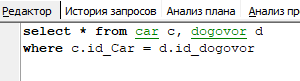 Редактор История запросов Анализ плана Анализ пр
select * from car c, dogovor d
where c.id_Car = d.id_dogovor